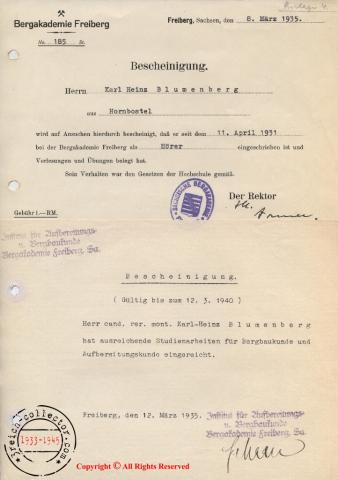 Bergakademie Freiberg
No. 185 St.
Freiberg, Sachsen, den 8. März 1935.
Bescheinigung.
Herrn Karl Heinz Blumenberg
aus Hornbostel
wird auf Ansuchen hierdurch bescheinigt, daß er seit dem 11. April 1931
bei der Bergakademie Freiberg als Hörer eingeschrieben ist und
Vorlesungen und Übungen belegt hat.
Sein Verhalten war den Gesetzen der Hochschule gemäß.
Der Rektor
Gebühr :-. RM.
Institut für Aufbereitungs-
u. Bergbaukunde
Bergakademie Freiberg, Sa.
Bescheinigung.
( Gültig bis zum 12. 3. 1940)
Herr cand. rer. mont. Karl-Heinz Blumenberg
hat ausreichende Studienarbeiten für Bergbaukunde und
Aufbereitungskunde eingereicht.
Freiberg, den 12. März 1935.
Institut für Aufbereitungs-
u. Bergbaukunde
Bergakademie Freiberg, Sa.
3reich-collector.com
1933-1945
Copyright © All Rights Reserved